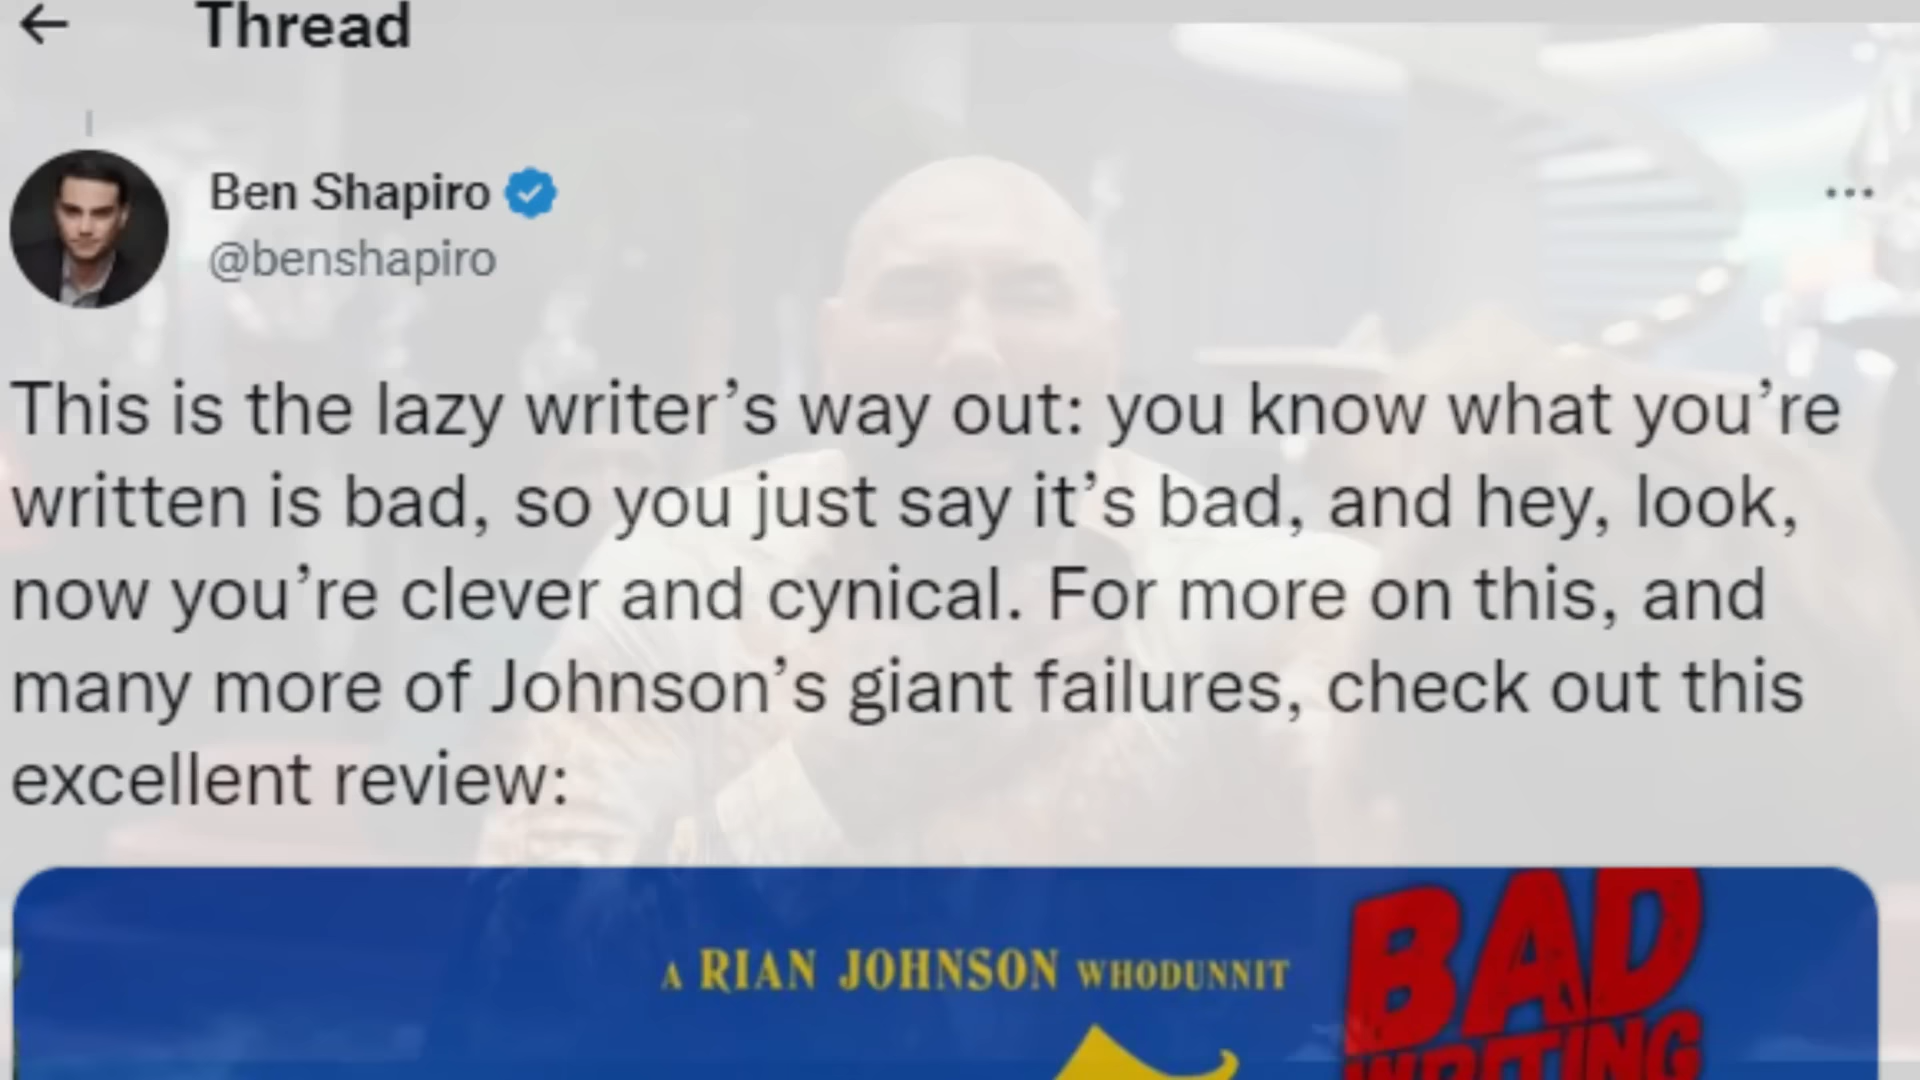 Thread
Ben Shapiro
@benshapiro
This is the lazy writer’s way out: you know what you’re
written is bad, so you just say it’s bad, and hey, look,
now you’re clever and cynical. For more on this, and
many more of Johnson’s giant failures, check out this
excellent review:
A RIAN JOHNSON WHODUNNIT
BAD
WRITING